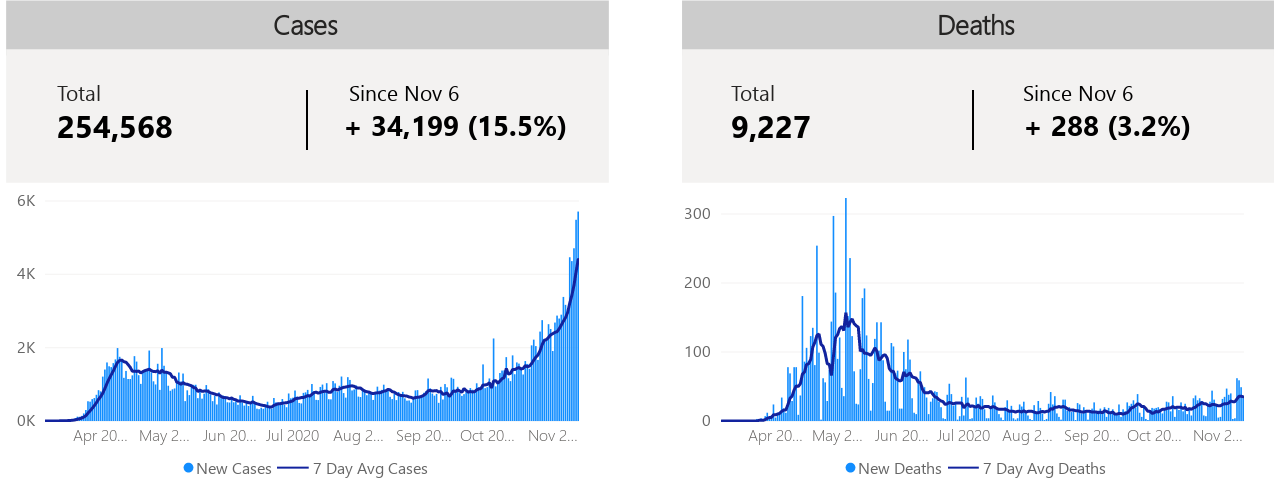 Cases
Total
Since Nov 6
254,568
+ 34,199 (15.5%)
6K
4K
2K
0K
Apr 20... May 2... Jun 20... Jul 2020 Aug 2... Sep 20... Oct 20... Nov 2...
New Cases 7 Day Avg Cases
Deaths
Total
Since Nov 6
9,227
+ 288 (3.2%)
300
200
100
0
Apr 20... May 2... Jun 20... Jul 2020 Aug 2... Sep 20... Oct 20... Nov 2...
New Deaths 7 Day Avg Deaths